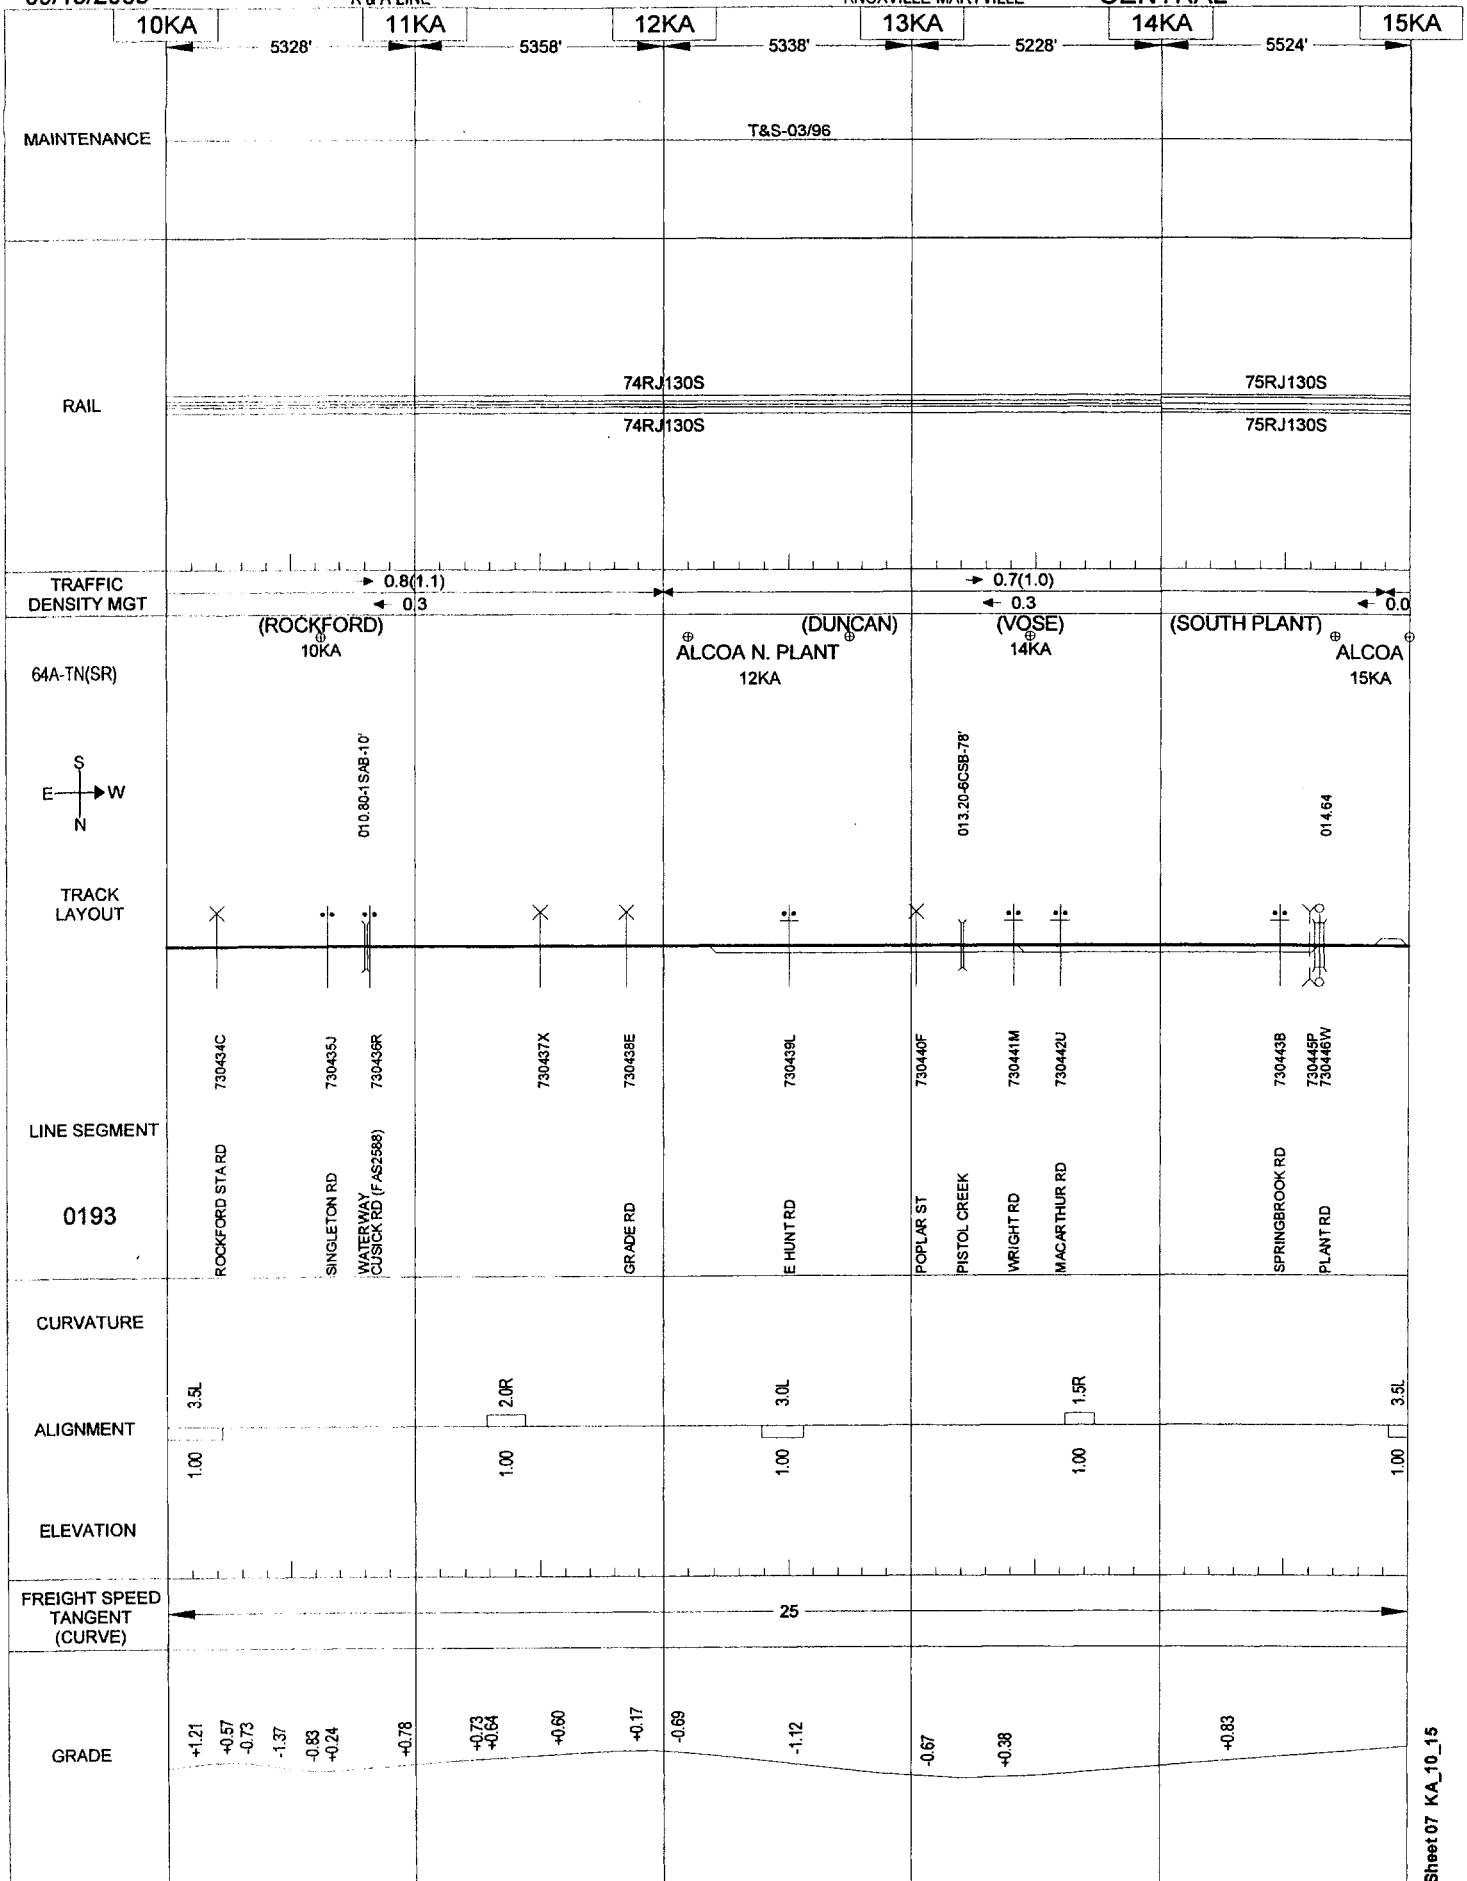 K & A LINE
KNOXVILLE-MARYVILLE
CENTRAL
10KA 11KA 12KA 13KA 14KA 15KA
5328' 5358' 5338' 5228' 5524'
MAINTENANCE
T&S-03/96
RAIL
74RJ130S 75RJ130S
74RJ130S 75RJ130S
TRAFFIC
DENSITY MGT
0.8(1.1) 0.7(1.0)
0.3 0.3 0.0
(ROCKFORD) (DUNCAN) (VOSE) (SOUTH PLANT)
10KA ALCOA N. PLANT 14KA ALCOA
12KA 15KA
64A-TN(SR)
S
E W
N
010.80-1SAB-10'
013.20-6CSB-78'
014.64
TRACK
LAYOUT
730434C
730435J
730436R
730437X
730438E
730439L
730440F
730441M
730442U
730443B
730445P
730446W
LINE SEGMENT
0193
ROCKFORD STA RD
SINGLETON RD
WATERWAY
CUSICK RD (FAS2588)
GRADE RD
E HUNT RD
POPLAR ST
PISTOL CREEK
WRIGHT RD
MACARTHUR RD
SPRINGBROOK RD
PLANT RD
CURVATURE
3.5L 2.0R 3.0L 1.5R 3.5L
ALIGNMENT
1.00 1.00 1.00 1.00 1.00
ELEVATION
FREIGHT SPEED
TANGENT
(CURVE)
25
GRADE
+1.21
+0.57
-0.73
-1.37
-0.83
+0.24
+0.78
+0.73
+0.64
+0.60
+0.17
-0.69
-1.12
-0.67
+0.38
+0.83
Sheet 07 KA_10_15